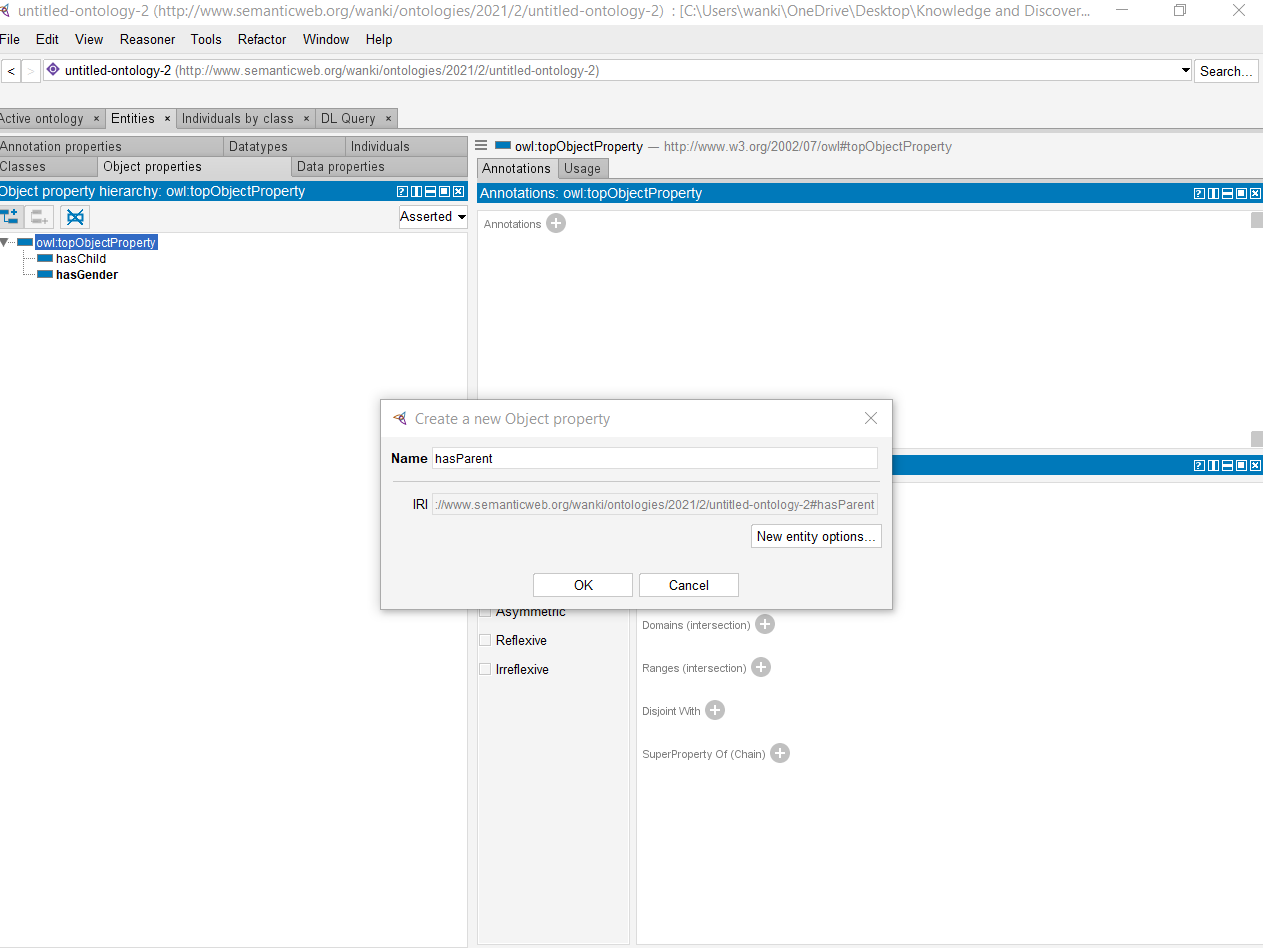 untitled-ontology-2 (http://www.semanticweb.org/wanki/ontologies/2021/2/untitled-ontology-2) : [C:\Users\wanki\OneDrive\Desktop\Knowledge and Discover...
File Edit View Reasoner Tools Refactor Window Help
< > untitled-ontology-2 (http://www.semanticweb.org/wanki/ontologies/2021/2/untitled-ontology-2) Search...
Active ontology × Entities × Individuals by class × DL Query ×
Annotation properties Datatypes Individuals
Classes Object properties Data properties
Object property hierarchy: owl:topObjectProperty
Asserted
owl:topObjectProperty
hasChild
hasGender
owl:topObjectProperty — http://www.w3.org/2002/07/owl#topObjectProperty
Annotations Usage
Annotations: owl:topObjectProperty
Annotations
Create a new Object property
Name hasParent
IRI ://www.semanticweb.org/wanki/ontologies/2021/2/untitled-ontology-2#hasParent
New entity options...
OK Cancel
Asymmetric
Reflexive
Irreflexive
Domains (intersection)
Ranges (intersection)
Disjoint With
SuperProperty Of (Chain)